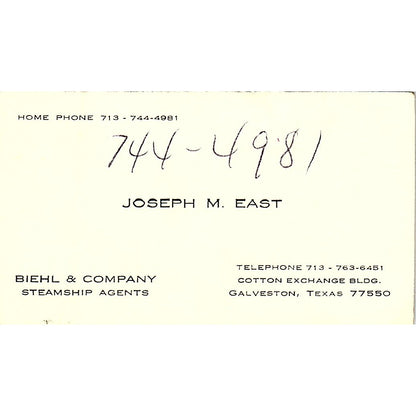 HOME PHONE 713 - 744-4981
744-4981
JOSEPH M. EAST
BIEHL & COMPANY
STEAMSHIP AGENTS
TELEPHONE 713 - 763-6451
COTTON EXCHANGE BLDG.
GALVESTON, TEXAS 77550